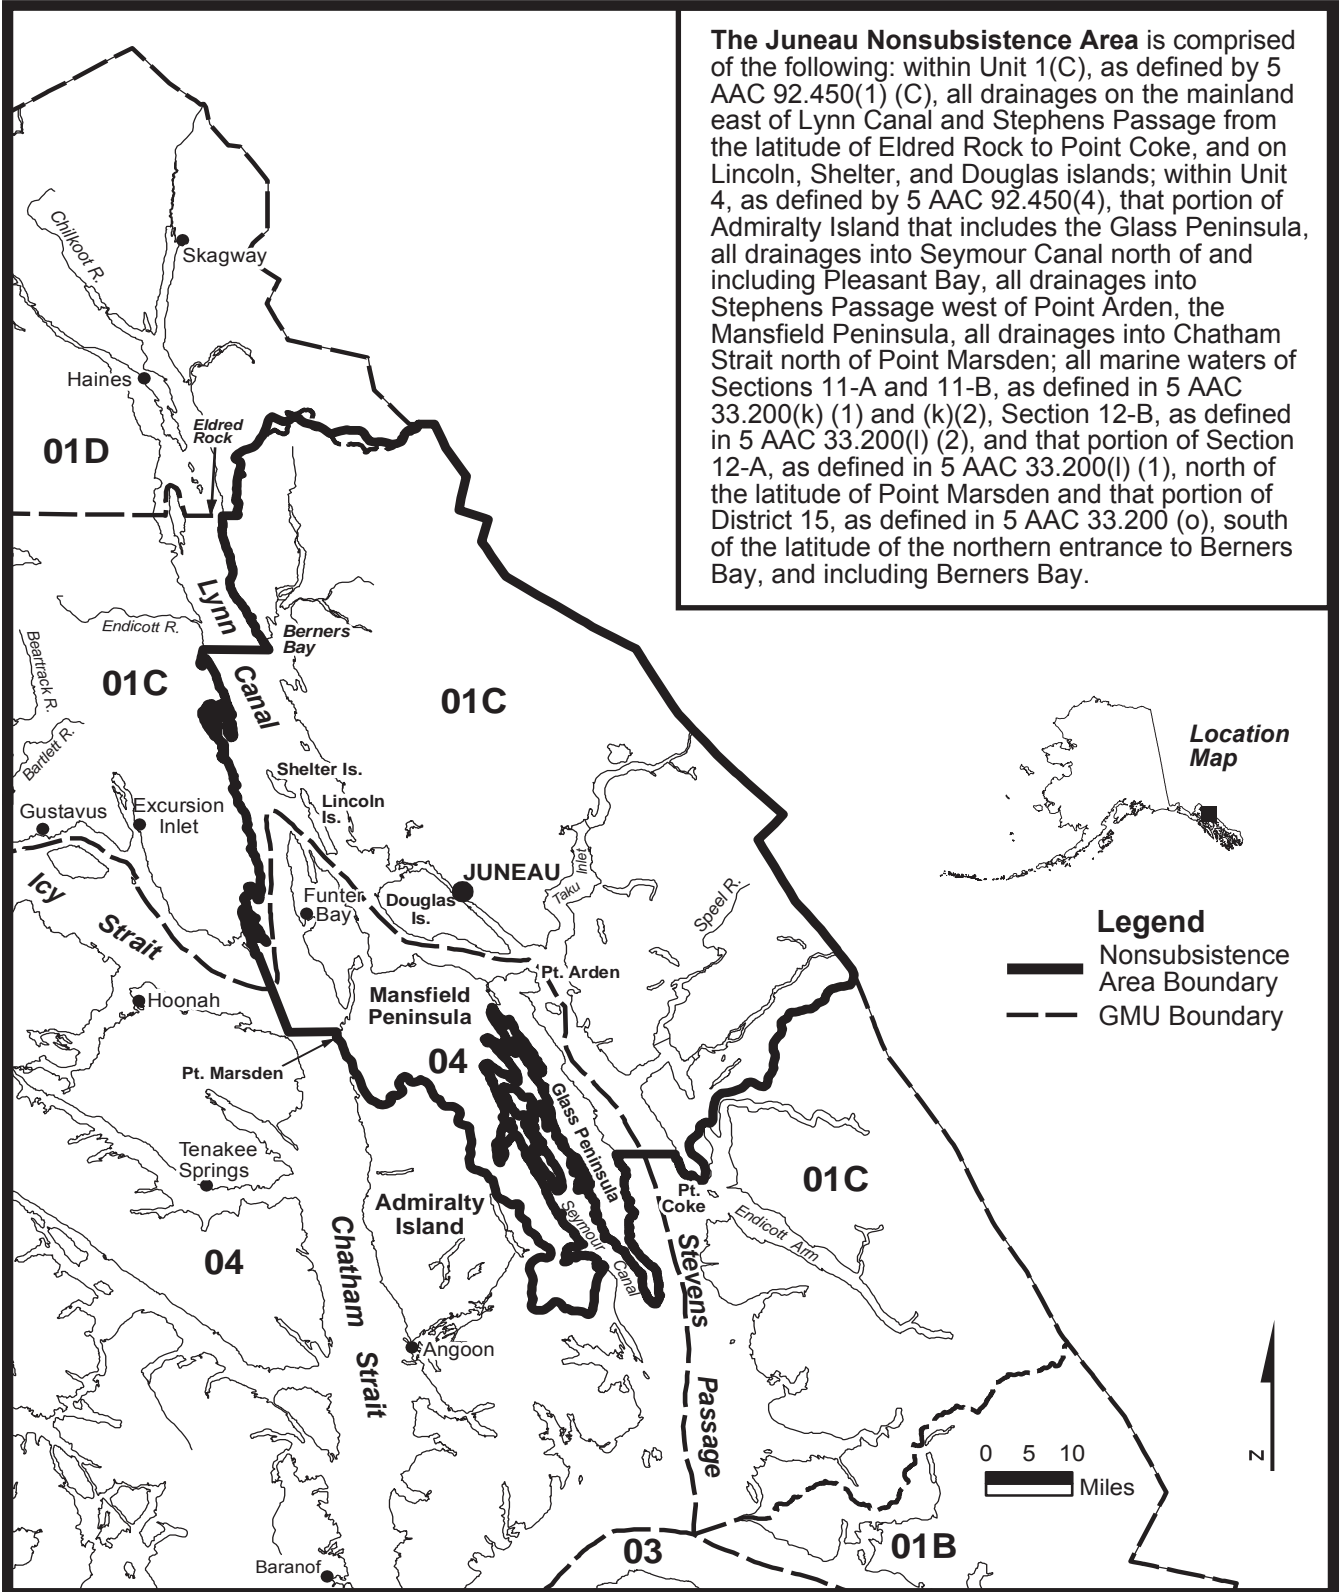 The Juneau Nonsubsistence Area is comprised
of the following: within Unit 1(C), as defined by 5
AAC 92.450(1) (C), all drainages on the mainland
east of Lynn Canal and Stephens Passage from
the latitude of Eldred Rock to Point Coke, and on
Lincoln, Shelter, and Douglas islands; within Unit
4, as defined by 5 AAC 92.450(4), that portion of
Admiralty Island that includes the Glass Peninsula,
all drainages into Seymour Canal north of and
including Pleasant Bay, all drainages into
Stephens Passage west of Point Arden, the
Mansfield Peninsula, all drainages into Chatham
Strait north of Point Marsden; all marine waters of
Sections 11-A and 11-B, as defined in 5 AAC
33.200(k) (1) and (k)(2), Section 12-B, as defined
in 5 AAC 33.200(l) (2), and that portion of Section
12-A, as defined in 5 AAC 33.200(l) (1), north of
the latitude of Point Marsden and that portion of
District 15, as defined in 5 AAC 33.200 (o), south
of the latitude of the northern entrance to Berners
Bay, and including Berners Bay.
Chilkoot R.
Skagway
Haines
Eldred
Rock
01D
Lynn
Canal
Endicott R.
Berners
Bay
Beartrack R.
01C
01C
Bartlett R.
Location
Map
Shelter Is.
Lincoln
Is.
Gustavus
Excursion
Inlet
JUNEAU
Taku Inlet
Icy
Strait
Funter
Bay
Douglas
Is.
Speel R.
Legend
Nonsubsistence
Area Boundary
GMU Boundary
Pt. Arden
Hoonah
Mansfield
Peninsula
04
Pt. Marsden
Glass Peninsula
Tenakee
Springs
01C
Pt.
Coke
Admiralty
Island
Seymour
Canal
Endicott Arm
04
Chatham
Strait
Stevens
Passage
Angoon
0 5 10
Miles
N
01B
03
Baranof